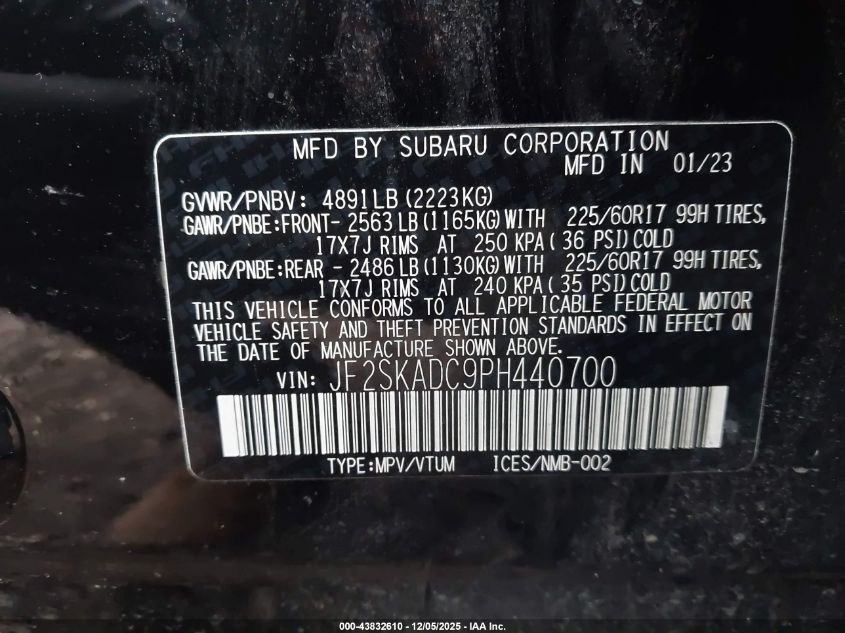 MFD BY SUBARU CORPORATION
MFD IN 01/23
GVWR/PNBV: 4891LB (2223KG)
GAWR/PNBE:FRONT- 2563 LB (1165KG) WITH 225/60R17 99H TIRES,
17X7J RIMS AT 250 KPA ( 36 PSI) COLD
GAWR/PNBE:REAR - 2486 LB (1130KG) WITH 225/60R17 99H TIRES,
17X7J RIMS AT 240 KPA ( 35 PSI) COLD
THIS VEHICLE CONFORMS TO ALL APPLICABLE FEDERAL MOTOR
VEHICLE SAFETY AND THEFT PREVENTION STANDARDS IN EFFECT ON
THE DATE OF MANUFACTURE SHOWN ABOVE.
VIN: JF2SKADC9PH440700
TYPE:MPV/VTUM ICES/NMB-002
000-43832610 - 12/05/2025 - IAA Inc.